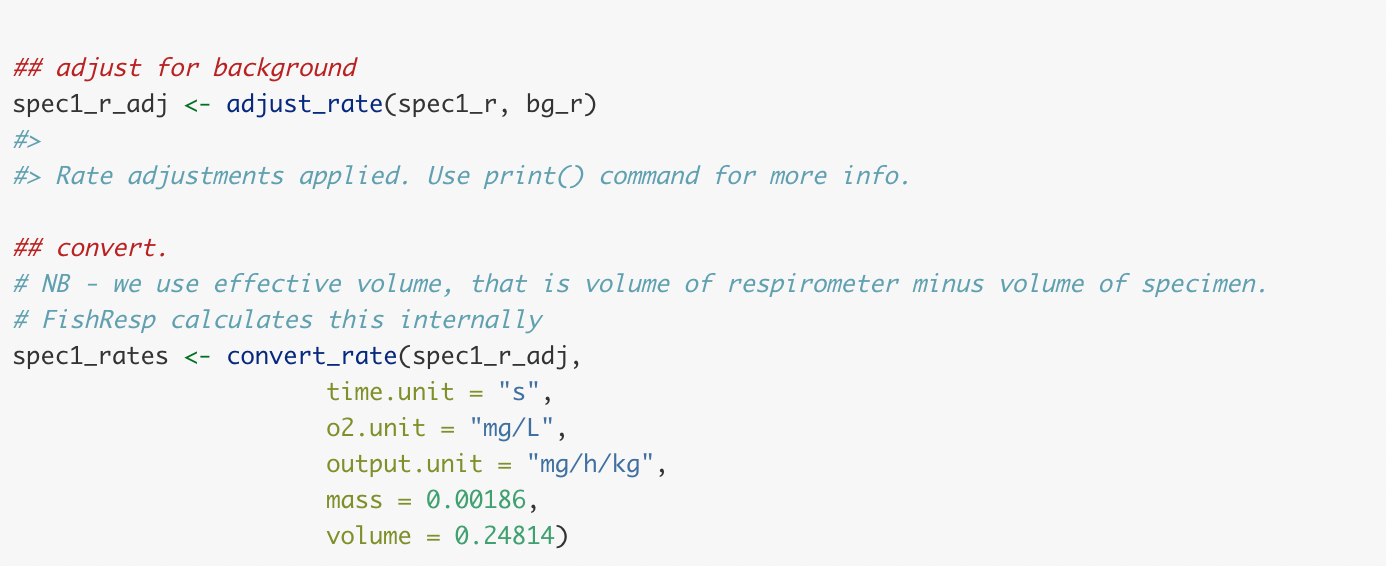 ## adjust for background
spec1_r_adj <- adjust_rate(spec1_r, bg_r)
#>
#> Rate adjustments applied. Use print() command for more info.
## convert.
# NB - we use effective volume, that is volume of respirometer minus volume of specimen.
# FishResp calculates this internally
spec1_rates <- convert_rate(spec1_r_adj,
time.unit = "s",
o2.unit = "mg/L",
output.unit = "mg/h/kg",
mass = 0.00186,
volume = 0.24814)